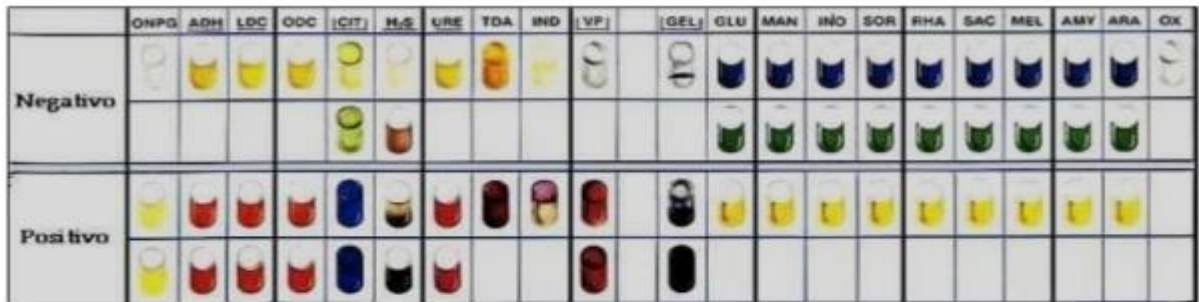 ONPG ADH LDC ODC |CIT| H₂S URE TDA IND |VP| |GEL| GLU MAN INO SOR RHA SAC MEL AMY ARA OX
Negativo
Positivo